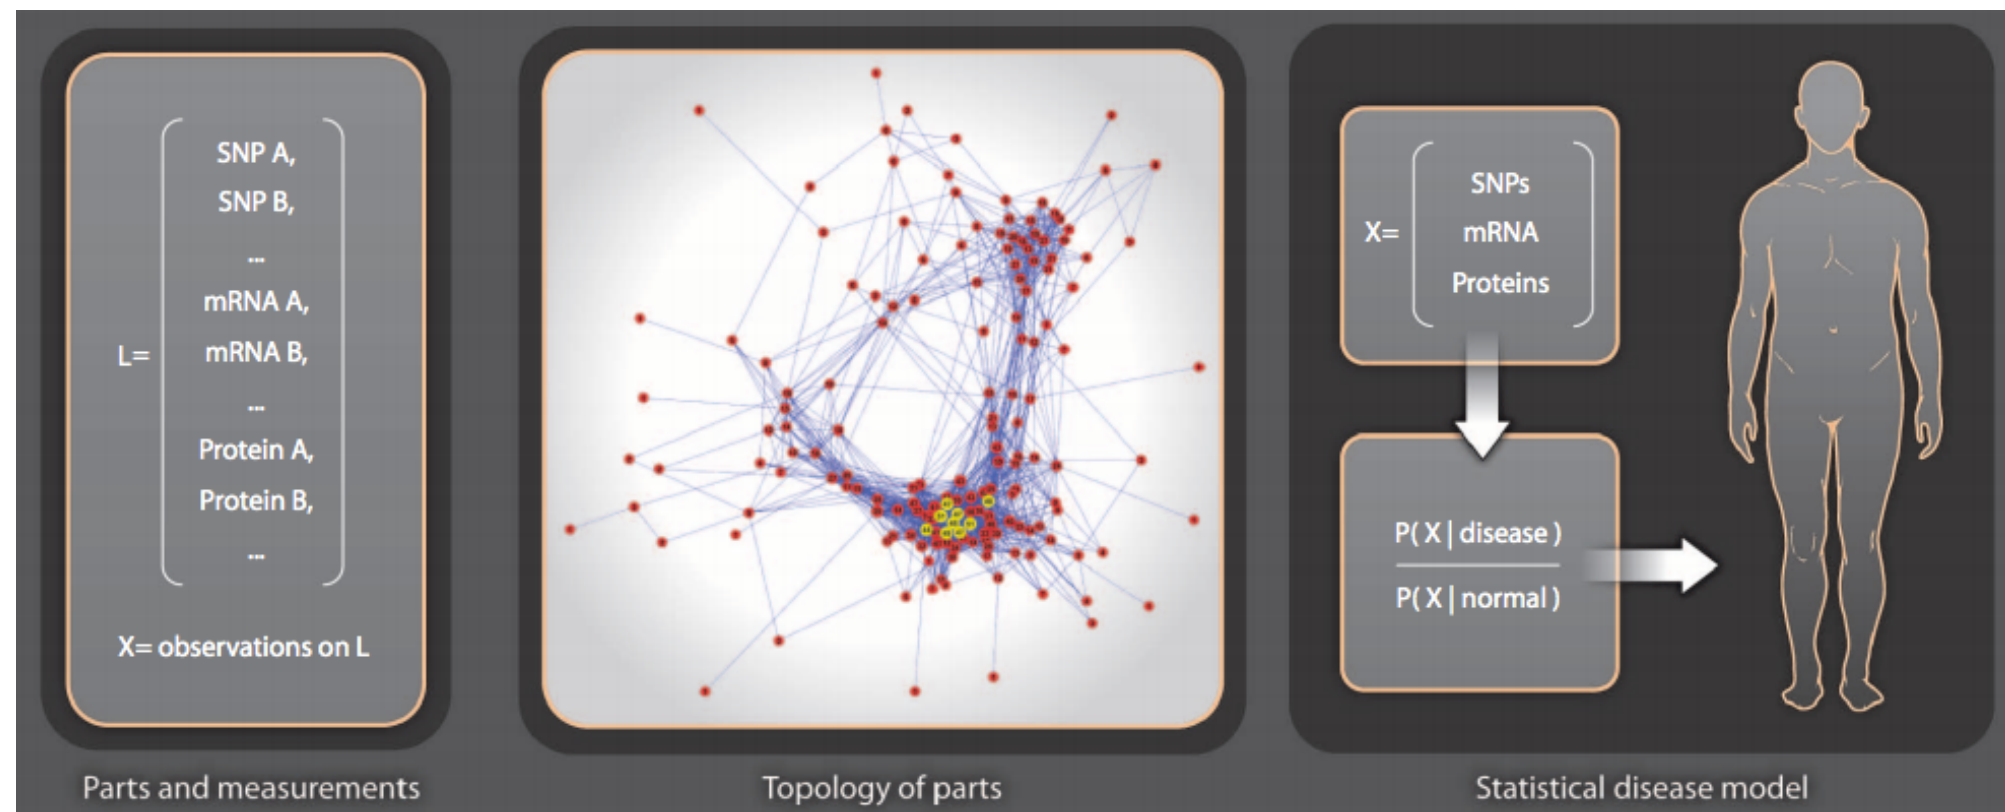 L=
SNP A,
SNP B,
...
mRNA A,
mRNA B,
...
Protein A,
Protein B,
...
X= observations on L
Parts and measurements
Topology of parts
X=
SNPs
mRNA
Proteins
P( X | disease )
P( X | normal )
Statistical disease model